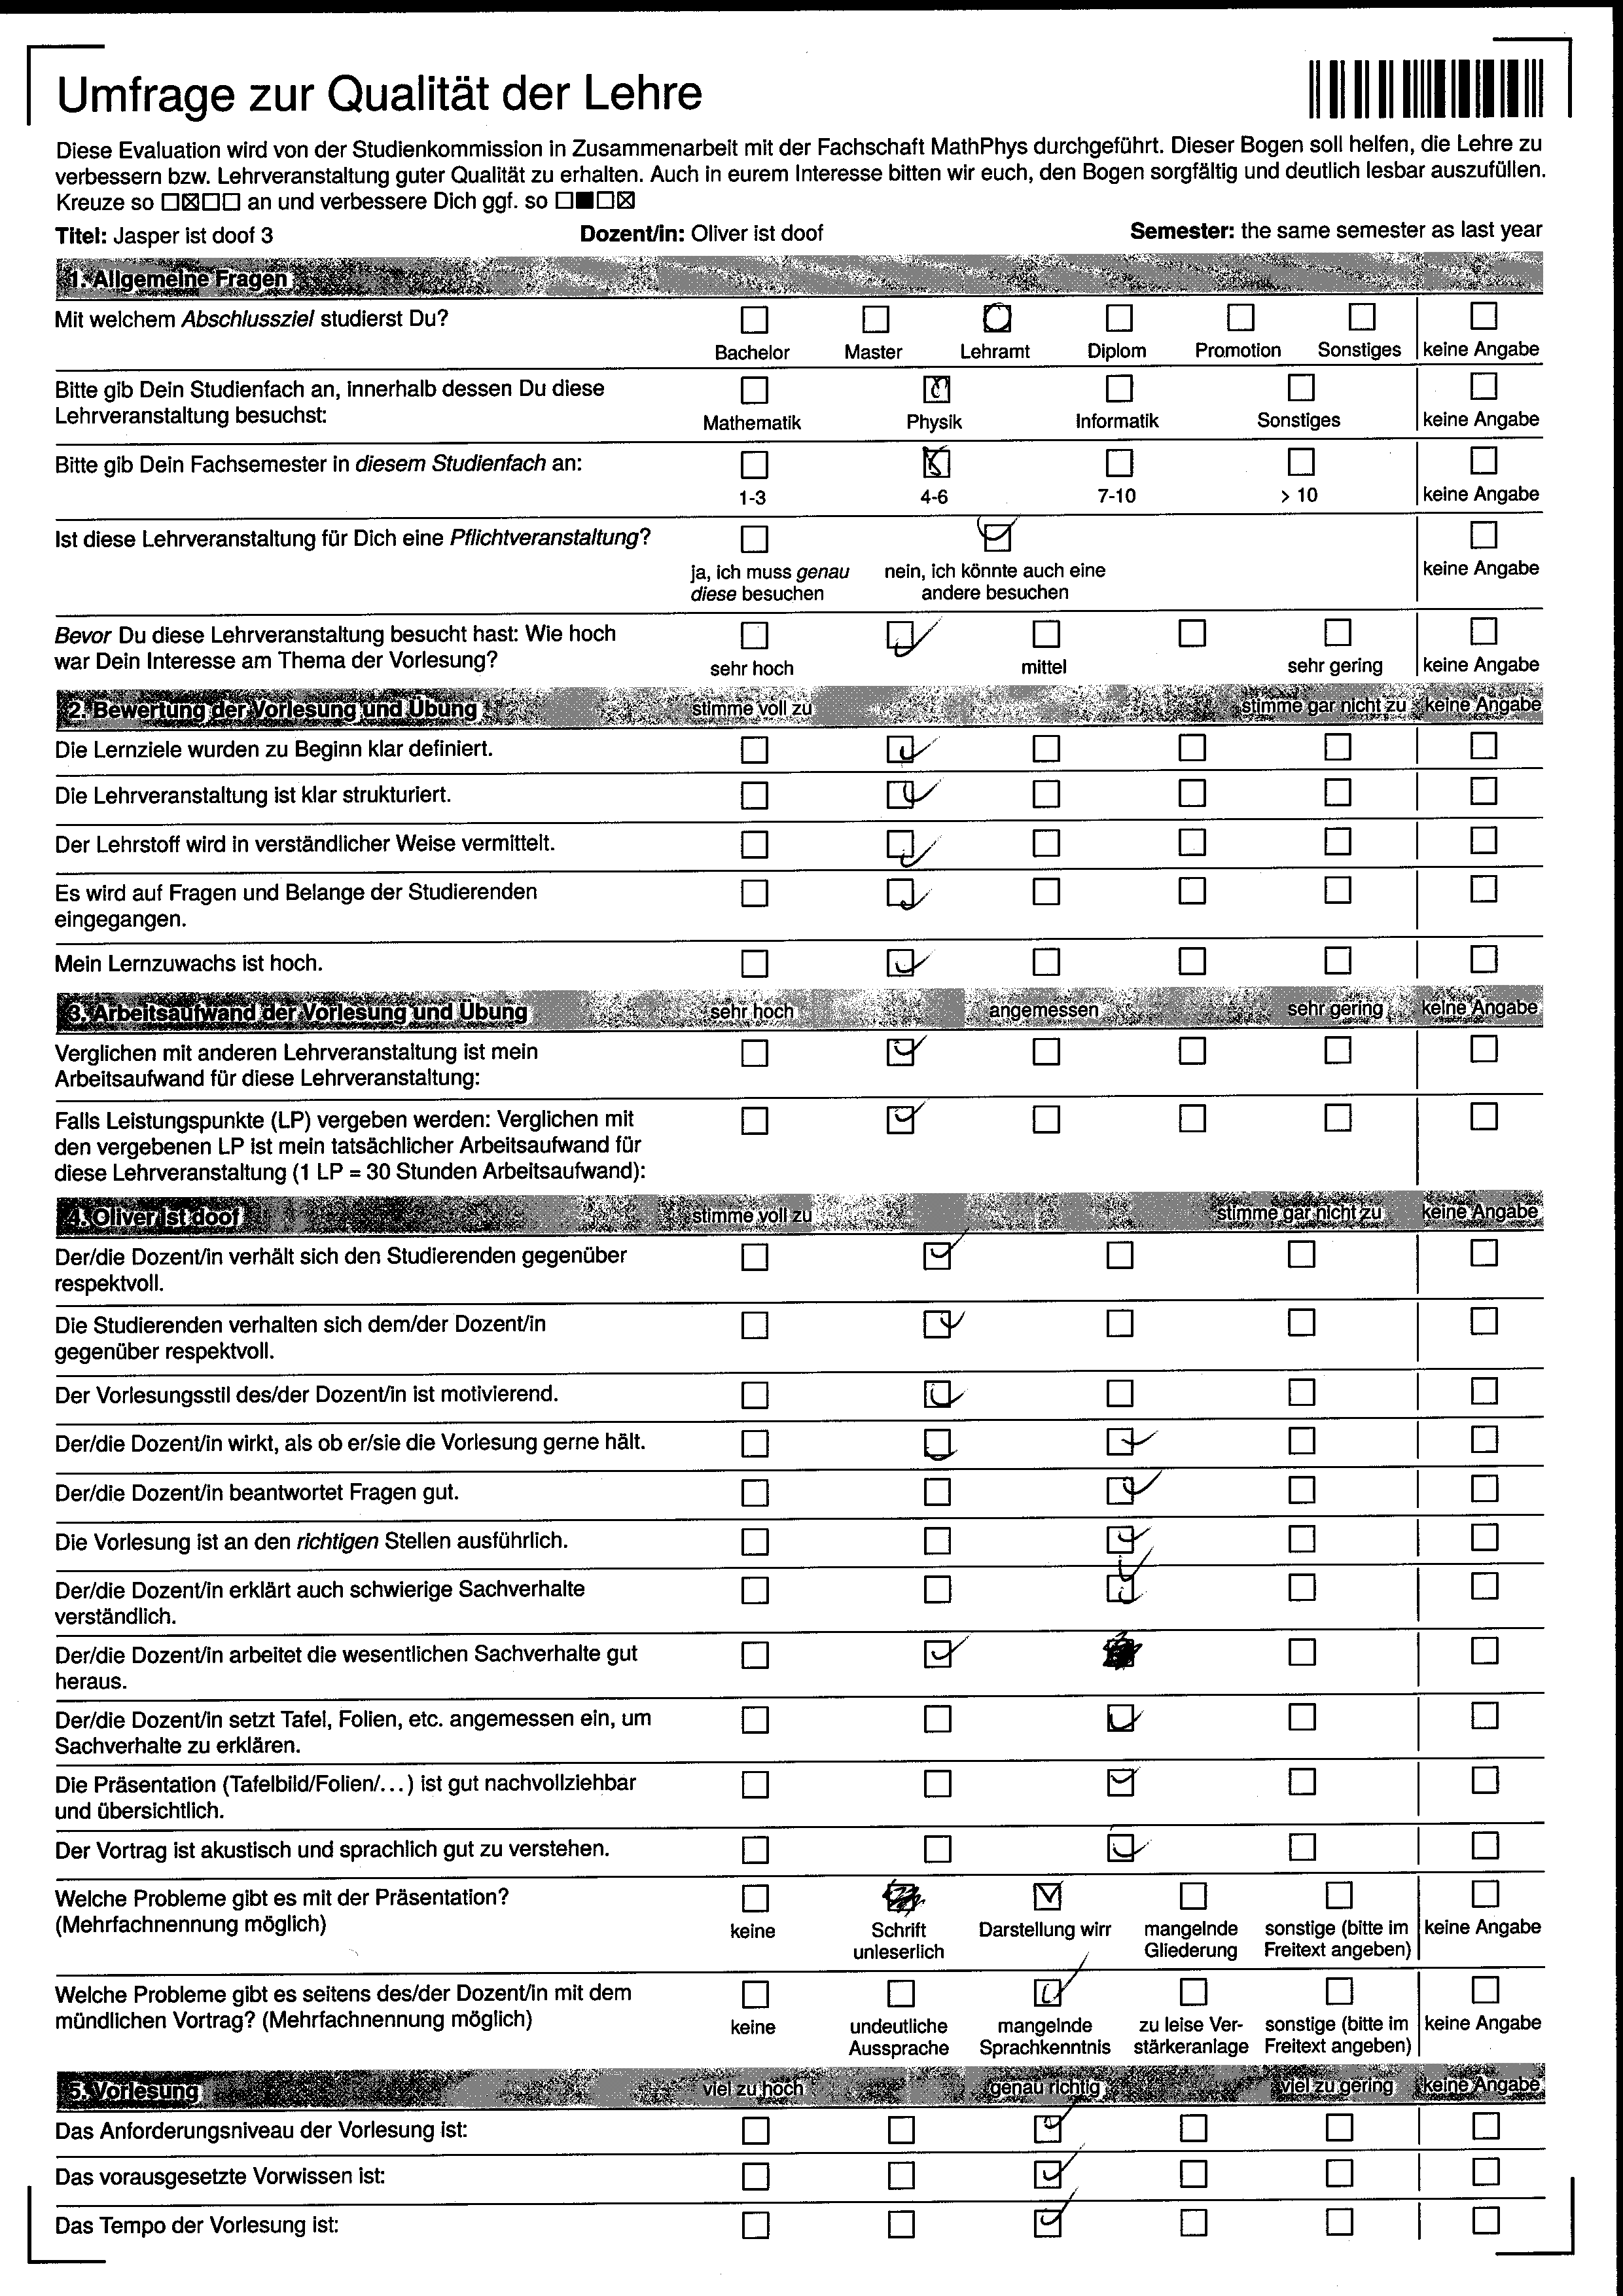 Umfrage zur Qualität der Lehre
Diese Evaluation wird von der Studienkommission in Zusammenarbeit mit der Fachschaft MathPhys durchgeführt. Dieser Bogen soll helfen, die Lehre zu
verbessern bzw. Lehrveranstaltung guter Qualität zu erhalten. Auch in eurem Interesse bitten wir euch, den Bogen sorgfältig und deutlich lesbar auszufüllen.
Kreuze so ☐☒☐☐ an und verbessere Dich ggf. so ☐■☐☒
Titel: Jasper ist doof 3 Dozent/in: Oliver ist doof Semester: the same semester as last year
1. Allgemeine Fragen
Mit welchem Abschlussziel studierst Du?
Bachelor Master Lehramt Diplom Promotion Sonstiges keine Angabe
Bitte gib Dein Studienfach an, innerhalb dessen Du diese
Lehrveranstaltung besuchst:
Mathematik Physik Informatik Sonstiges keine Angabe
Bitte gib Dein Fachsemester in diesem Studienfach an:
1-3 4-6 7-10 > 10 keine Angabe
Ist diese Lehrveranstaltung für Dich eine Pflichtveranstaltung?
ja, ich muss genau nein, ich könnte auch eine keine Angabe
diese besuchen andere besuchen
Bevor Du diese Lehrveranstaltung besucht hast: Wie hoch
war Dein Interesse am Thema der Vorlesung?
sehr hoch mittel sehr gering keine Angabe
2. Bewertung der Vorlesung und Übung stimme voll zu stimme gar nicht zu keine Angabe
Die Lernziele wurden zu Beginn klar definiert.
Die Lehrveranstaltung ist klar strukturiert.
Der Lehrstoff wird in verständlicher Weise vermittelt.
Es wird auf Fragen und Belange der Studierenden
eingegangen.
Mein Lernzuwachs ist hoch.
3. Arbeitsaufwand der Vorlesung und Übung sehr hoch angemessen sehr gering keine Angabe
Verglichen mit anderen Lehrveranstaltung ist mein
Arbeitsaufwand für diese Lehrveranstaltung:
Falls Leistungspunkte (LP) vergeben werden: Verglichen mit
den vergebenen LP ist mein tatsächlicher Arbeitsaufwand für
diese Lehrveranstaltung (1 LP = 30 Stunden Arbeitsaufwand):
4. Oliver ist doof stimme voll zu stimme gar nicht zu keine Angabe
Der/die Dozent/in verhält sich den Studierenden gegenüber
respektvoll.
Die Studierenden verhalten sich dem/der Dozent/in
gegenüber respektvoll.
Der Vorlesungsstil des/der Dozent/in ist motivierend.
Der/die Dozent/in wirkt, als ob er/sie die Vorlesung gerne hält.
Der/die Dozent/in beantwortet Fragen gut.
Die Vorlesung ist an den richtigen Stellen ausführlich.
Der/die Dozent/in erklärt auch schwierige Sachverhalte
verständlich.
Der/die Dozent/in arbeitet die wesentlichen Sachverhalte gut
heraus.
Der/die Dozent/in setzt Tafel, Folien, etc. angemessen ein, um
Sachverhalte zu erklären.
Die Präsentation (Tafelbild/Folien/...) ist gut nachvollziehbar
und übersichtlich.
Der Vortrag ist akustisch und sprachlich gut zu verstehen.
Welche Probleme gibt es mit der Präsentation?
(Mehrfachnennung möglich)
keine Schrift Darstellung wirr mangelnde sonstige (bitte im keine Angabe
unleserlich Gliederung Freitext angeben)
Welche Probleme gibt es seitens des/der Dozent/in mit dem
mündlichen Vortrag? (Mehrfachnennung möglich)
keine undeutliche mangelnde zu leise Ver- sonstige (bitte im keine Angabe
Aussprache Sprachkenntnis stärkeranlage Freitext angeben)
5. Vorlesung viel zu hoch genau richtig viel zu gering keine Angabe
Das Anforderungsniveau der Vorlesung ist:
Das vorausgesetzte Vorwissen ist:
Das Tempo der Vorlesung ist: